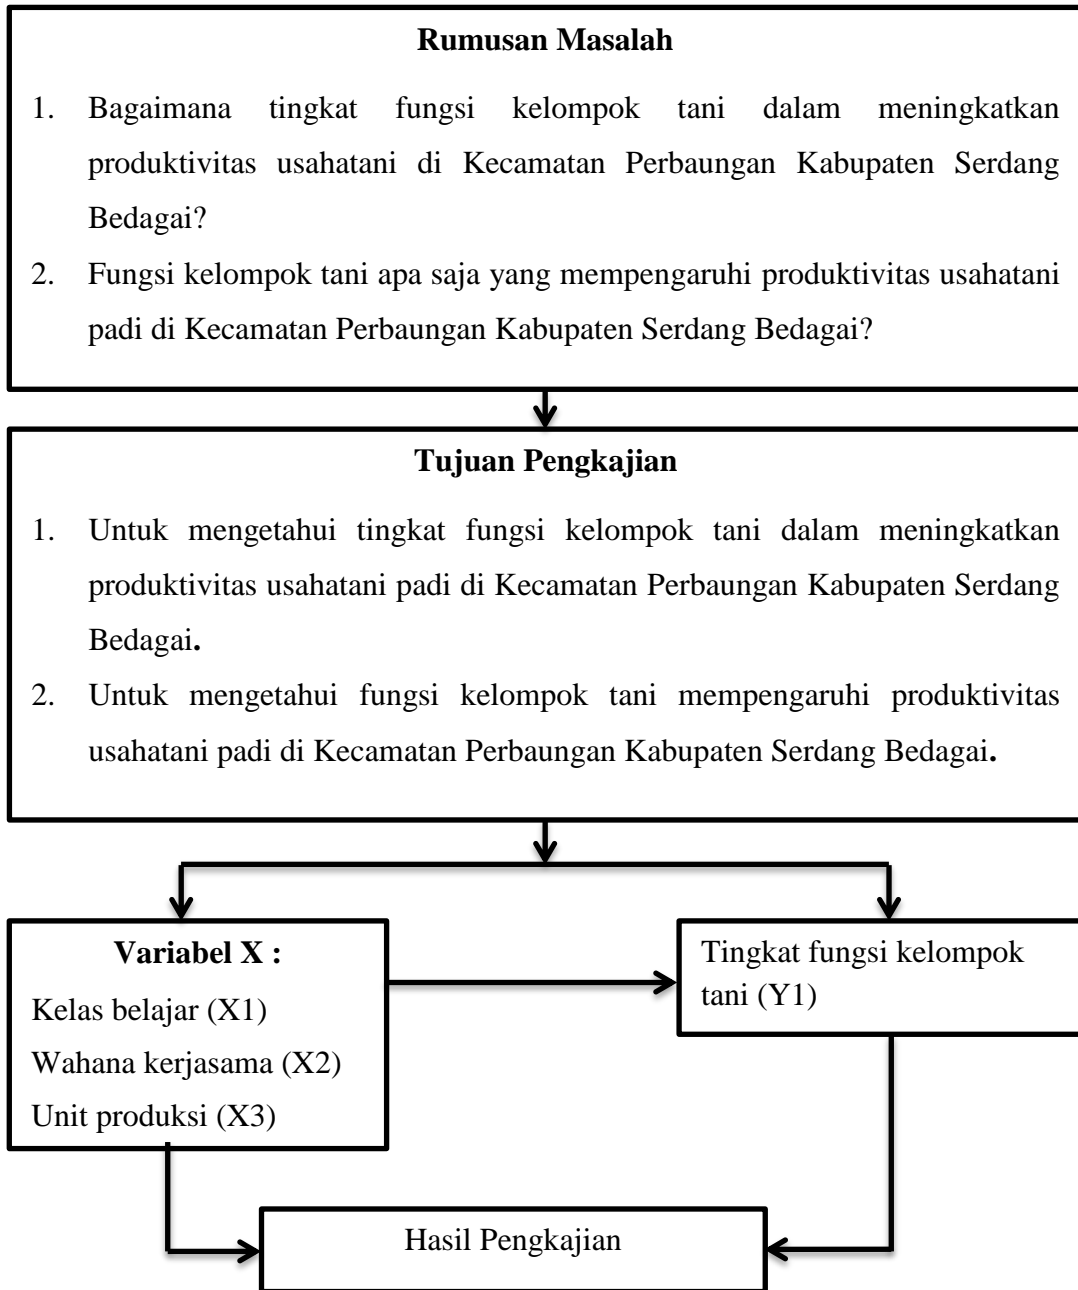 Rumusan Masalah
1. Bagaimana tingkat fungsi kelompok tani dalam meningkatkan
produktivitas usahatani di Kecamatan Perbaungan Kabupaten Serdang
Bedagai?
2. Fungsi kelompok tani apa saja yang mempengaruhi produktivitas usahatani
padi di Kecamatan Perbaungan Kabupaten Serdang Bedagai?
Tujuan Pengkajian
1. Untuk mengetahui tingkat fungsi kelompok tani dalam meningkatkan
produktivitas usahatani padi di Kecamatan Perbaungan Kabupaten Serdang
Bedagai.
2. Untuk mengetahui fungsi kelompok tani mempengaruhi produktivitas
usahatani padi di Kecamatan Perbaungan Kabupaten Serdang Bedagai.
Variabel X :
Kelas belajar (X1)
Wahana kerjasama (X2)
Unit produksi (X3)
Tingkat fungsi kelompok
tani (Y1)
Hasil Pengkajian